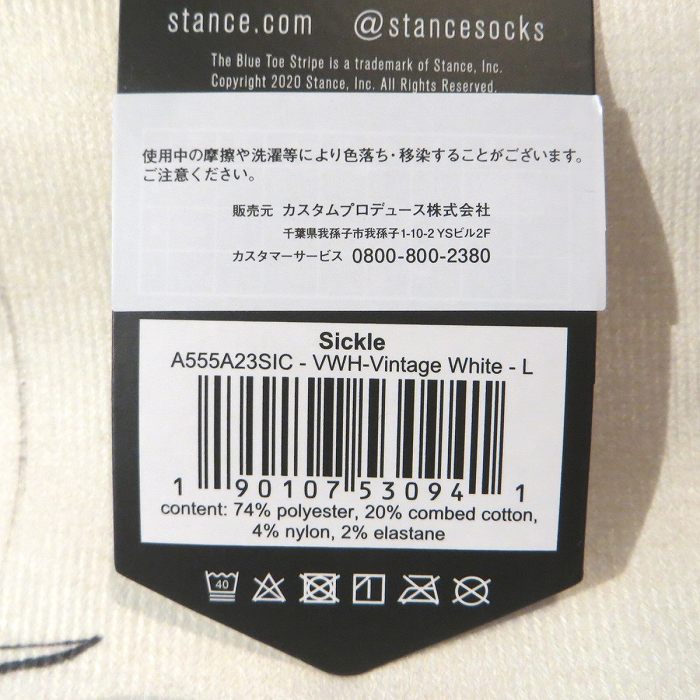 stance.com @stancesocks
The Blue Toe Stripe is a trademark of Stance, Inc.
Copyright 2020 Stance, Inc. All Rights Reserved.
使用中の摩擦や洗濯等により色落ち・移染することがございます。
ご注意ください。
販売元 カスタムプロデュース株式会社
千葉県我孫子市我孫子1-10-2 YSビル2F
カスタマーサービス 0800-800-2380
Sickle
A555A23SIC - VWH-Vintage White - L
1 90107 53094 1
content: 74% polyester, 20% combed cotton,
4% nylon, 2% elastane
40